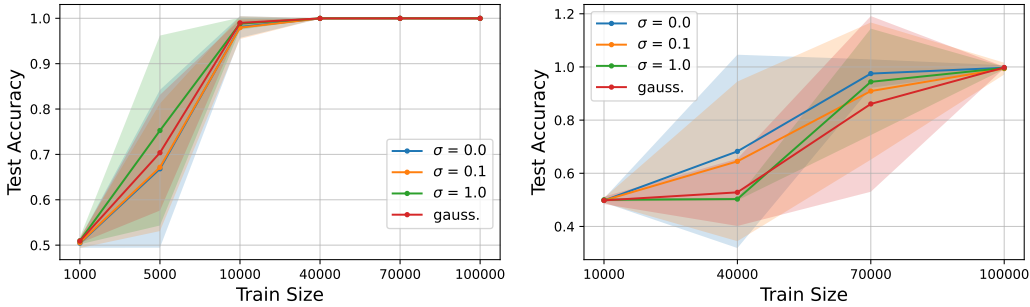 1.0
0.9
0.8
0.7
0.6
0.5
Test Accuracy
σ = 0.0
σ = 0.1
σ = 1.0
gauss.
1000 5000 10000 40000 70000 100000
Train Size
1.2
1.0
0.8
0.6
0.4
Test Accuracy
σ = 0.0
σ = 0.1
σ = 1.0
gauss.
10000 40000 70000 100000
Train Size